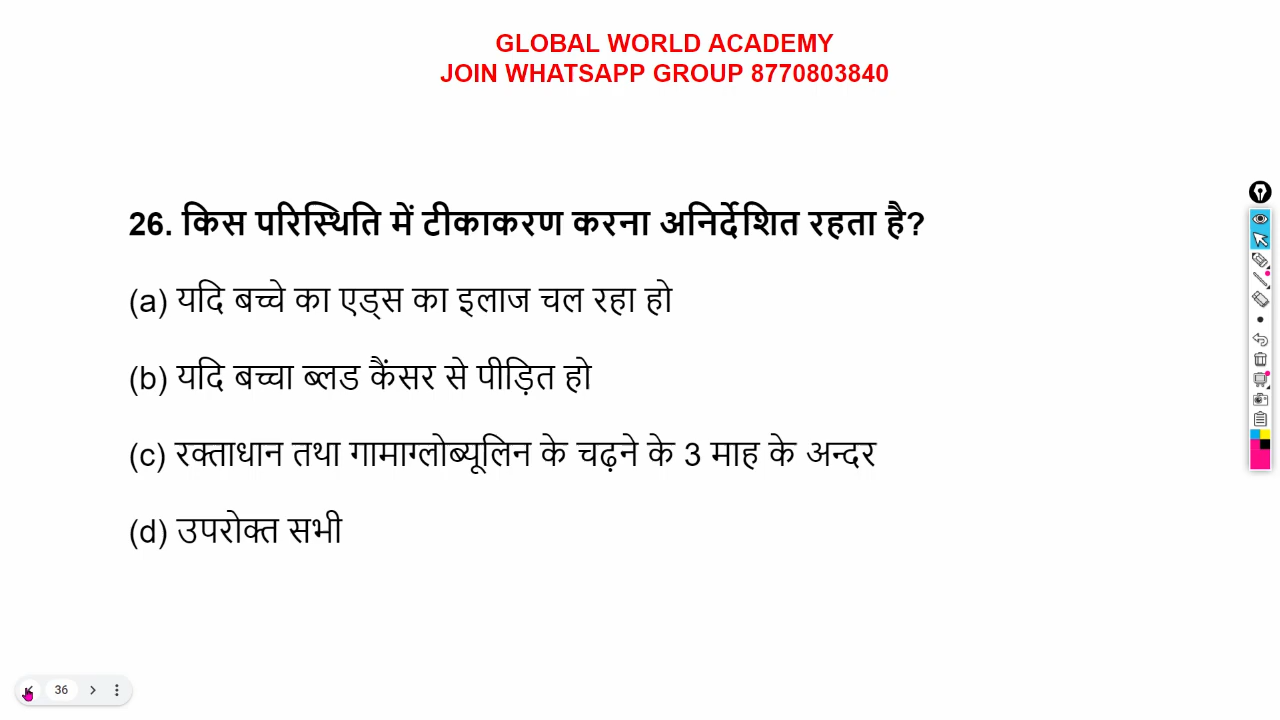 GLOBAL WORLD ACADEMY
JOIN WHATSAPP GROUP 8770803840
26. किस परिस्थिति में टीकाकरण करना अनिर्देशित रहता है?
(a) यदि बच्चे का एड्स का इलाज चल रहा हो
(b) यदि बच्चा ब्लड कैंसर से पीड़ित हो
(c) रक्ताधान तथा गामाग्लोब्यूलिन के चढ़ने के 3 माह के अन्दर
(d) उपरोक्त सभी
36